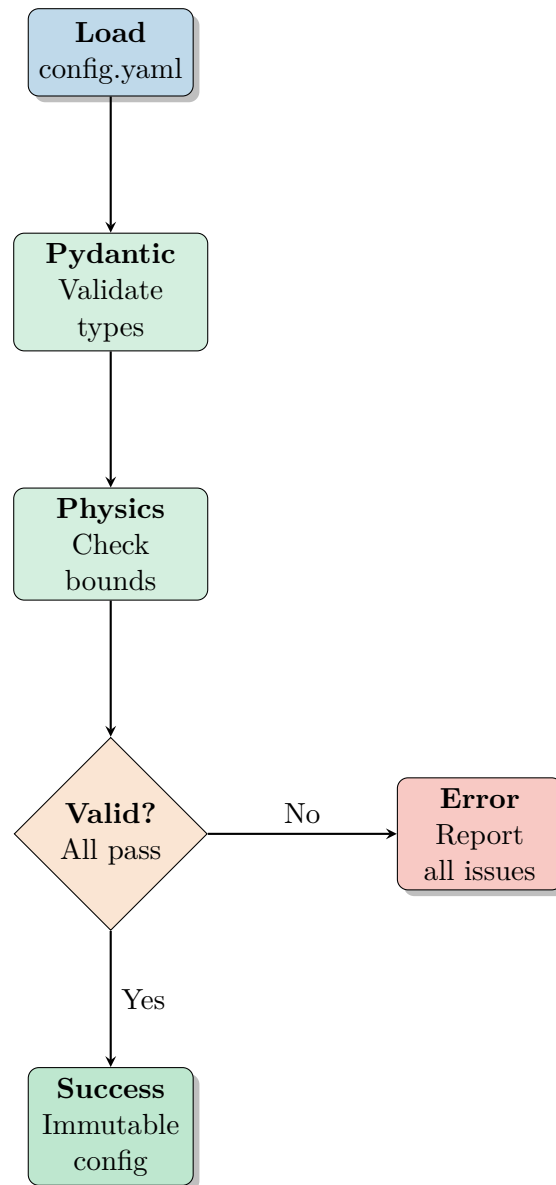 Load
config.yaml
Pydantic
Validate
types
Physics
Check
bounds
Valid?
All pass
No
Error
Report
all issues
Yes
Success
Immutable
config